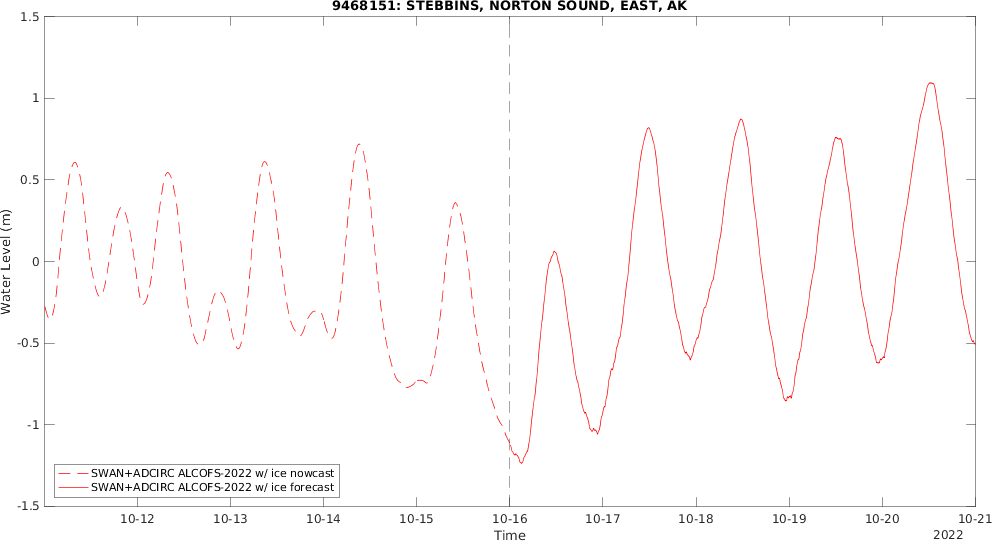 9468151: STEBBINS, NORTON SOUND, EAST, AK
1.5
1
0.5
0
-0.5
-1
-1.5
Water Level (m)
SWAN+ADCIRC ALCOFS-2022 w/ ice nowcast
SWAN+ADCIRC ALCOFS-2022 w/ ice forecast
10-12 10-13 10-14 10-15 10-16 10-17 10-18 10-19 10-20 10-21
Time
2022